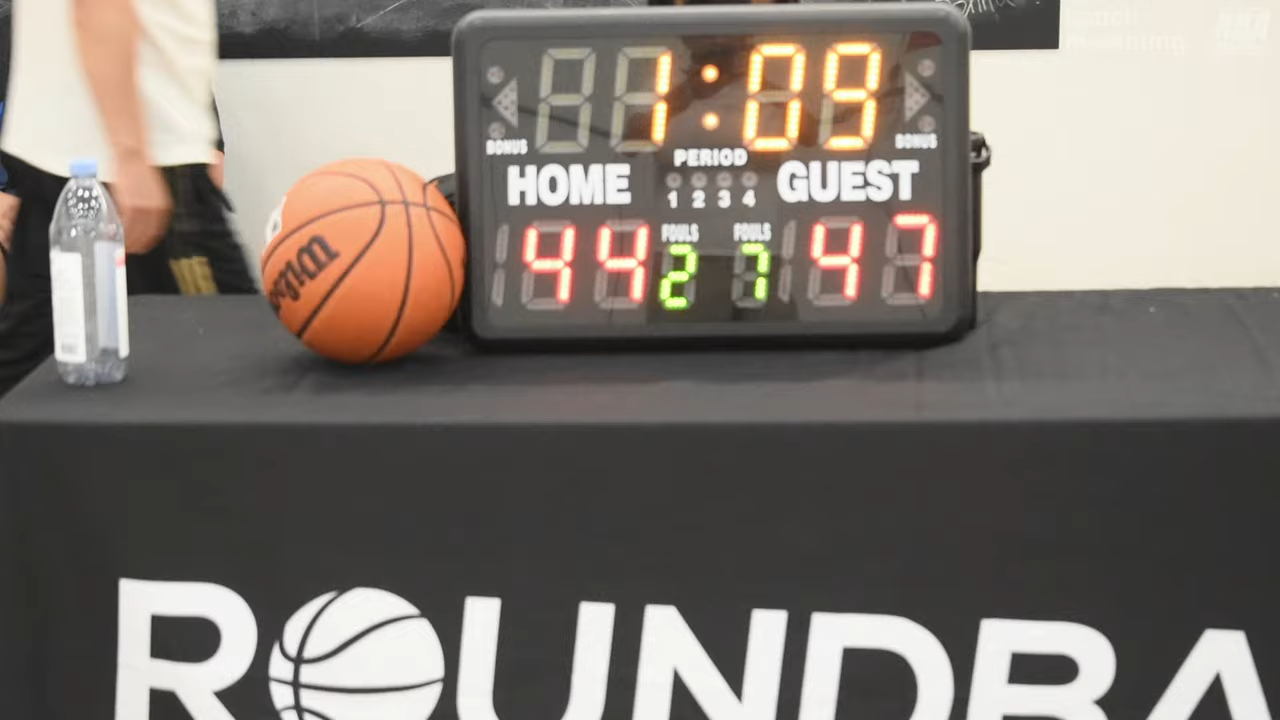 1:09
BONUS
PERIOD
BONUS
HOME
1 2 3 4
GUEST
FOULS
FOULS
44
2
7
47
Wilson
ROUNDBA